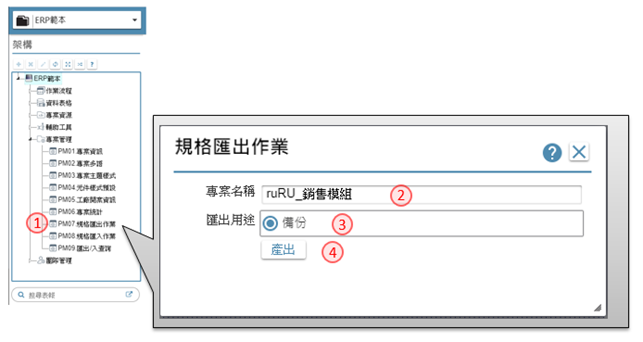 ERP範本
架構
ERP範本
作業流程
資料表格
專案資源
輔助工具
專案管理
PM01.專案資訊
PM02.專案多語
PM03.專案主題樣式
PM04.元件樣式預設
PM05.工廠開案資訊
PM06.專案統計
① PM07.規格匯出作業
PM08.規格匯入作業
PM09.匯出/入查詢
團隊管理
搜尋表格
規格匯出作業
?
專案名稱 ruRU_銷售模組 ②
匯出用途 備份 ③
產出 ④